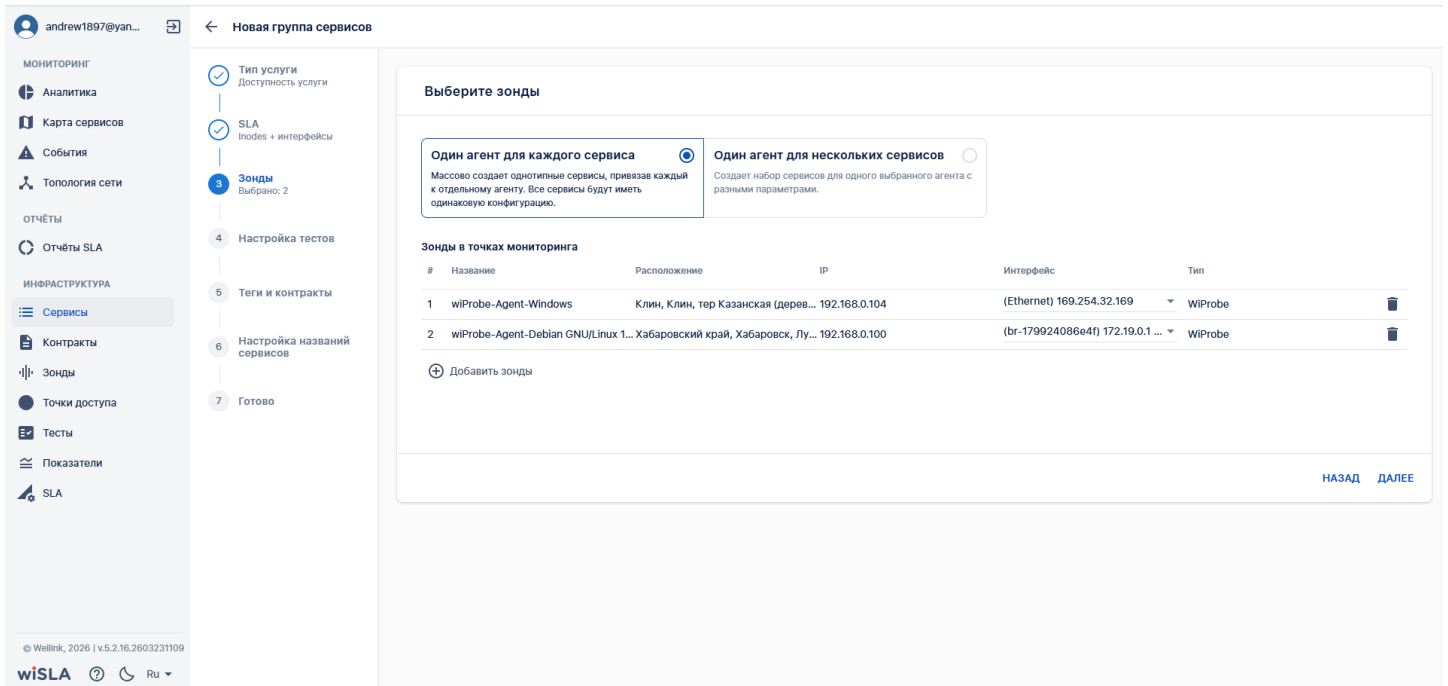 andrew1897@yan...
Новая группа сервисов
МОНИТОРИНГ
Аналитика
Карта сервисов
События
Топология сети
ОТЧЁТЫ
Отчёты SLA
ИНФРАСТРУКТУРА
Сервисы
Контракты
Зонды
Точки доступа
Тесты
Показатели
SLA
© Wellink, 2026 | v.5.2.16.2603231109
wiSLA
Ru
Тип услуги
Доступность услуги
SLA
Inodes + интерфейсы
3 Зонды
Выбрано: 2
4 Настройка тестов
5 Теги и контракты
6 Настройка названий
сервисов
7 Готово
Выберите зонды
Один агент для каждого сервиса
Массово создает однотипные сервисы, привязав каждый
к отдельному агенту. Все сервисы будут иметь
одинаковую конфигурацию.
Один агент для нескольких сервисов
Создает набор сервисов для одного выбранного агента с
разными параметрами.
Зонды в точках мониторинга
# Название Расположение IP Интерфейс Тип
1 wiProbe-Agent-Windows Клин, Клин, тер Казанская (дерев... 192.168.0.104 (Ethernet) 169.254.32.169 WiProbe
2 wiProbe-Agent-Debian GNU/Linux 1... Хабаровский край, Хабаровск, Лу... 192.168.0.100 (br-179924086e4f) 172.19.0.1 ... WiProbe
Добавить зонды
НАЗАД ДАЛЕЕ